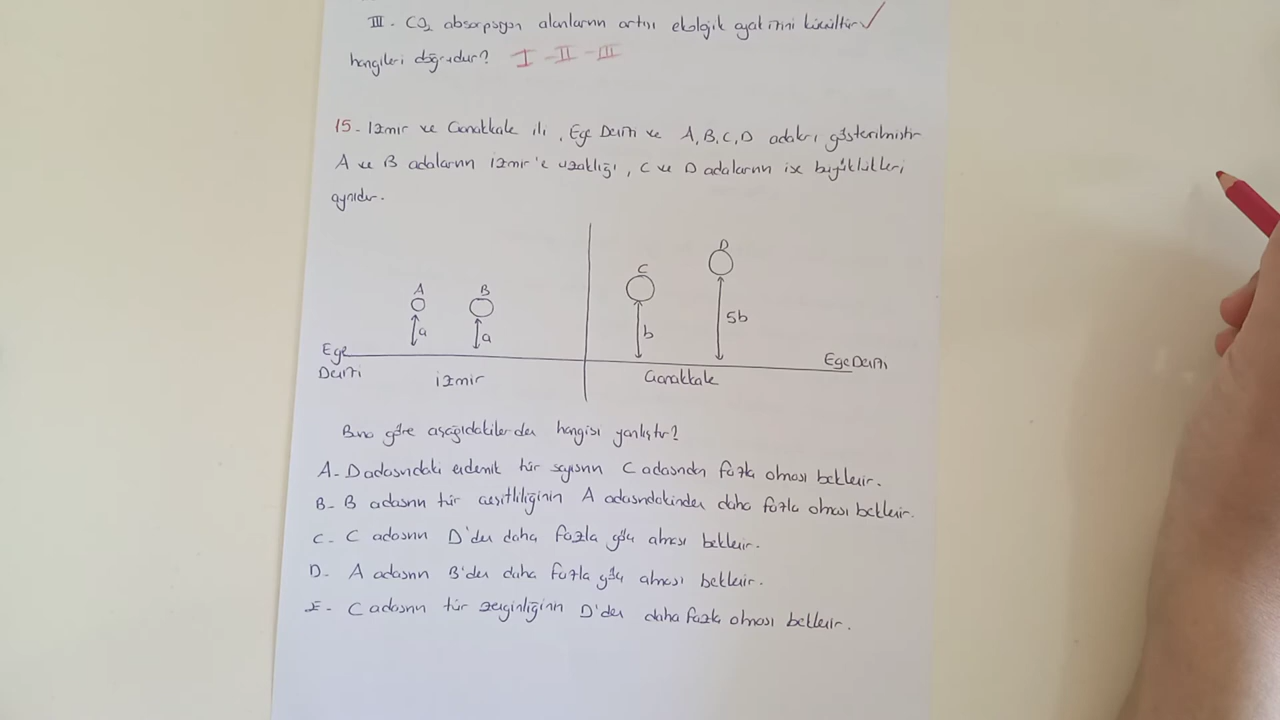 III - CO2 absorpsiyon alanlarının artışı ekolojik ayak izini küçültür ✓
hangileri doğrudur? I - II - III
15 - İzmir ve Çanakkale ili, Ege Denizi ve A, B, C, D adaları gösterilmiştir
A ve B adalarının İzmir'e uzaklığı, C ve D adalarının ise büyüklükleri
aynıdır.
A B C D
a a b 5b
Ege Denizi
Ege Denizi
İzmir Çanakkale
Buna göre aşağıdakilerden hangisi yanlıştır?
A - D adasındaki endemik tür sayısının C adasından fazla olması beklenir.
B - B adasının tür çeşitliliğinin A adasındakinden daha fazla olması beklenir.
C - C adasının D'den daha fazla göç alması beklenir.
D - A adasının B'den daha fazla göç alması beklenir.
E - C adasının tür zenginliğinin D'den daha fazla olması beklenir.